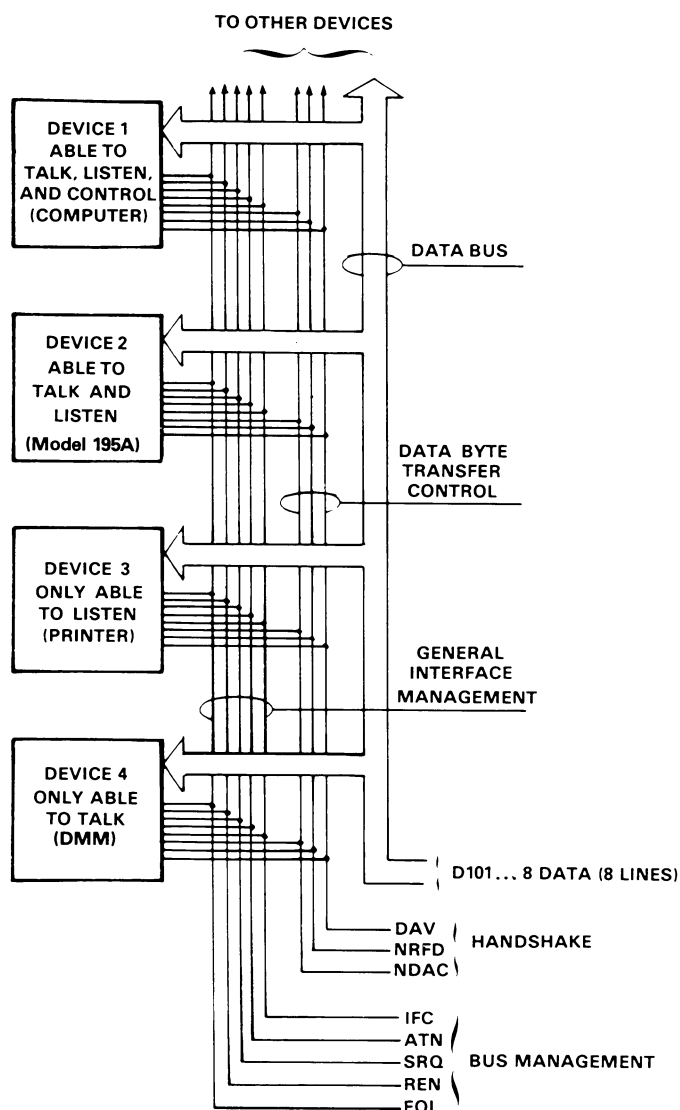 TO OTHER DEVICES
DEVICE 1
ABLE TO
TALK, LISTEN,
AND CONTROL
(COMPUTER)
DATA BUS
DEVICE 2
ABLE TO
TALK AND
LISTEN
(Model 195A)
DATA BYTE
TRANSFER
CONTROL
DEVICE 3
ONLY ABLE
TO LISTEN
(PRINTER)
GENERAL
INTERFACE
MANAGEMENT
DEVICE 4
ONLY ABLE
TO TALK
(DMM)
D101...8 DATA (8 LINES)
DAV
NRFD
NDAC
HANDSHAKE
IFC
ATN
SRQ
REN
EOI
BUS MANAGEMENT